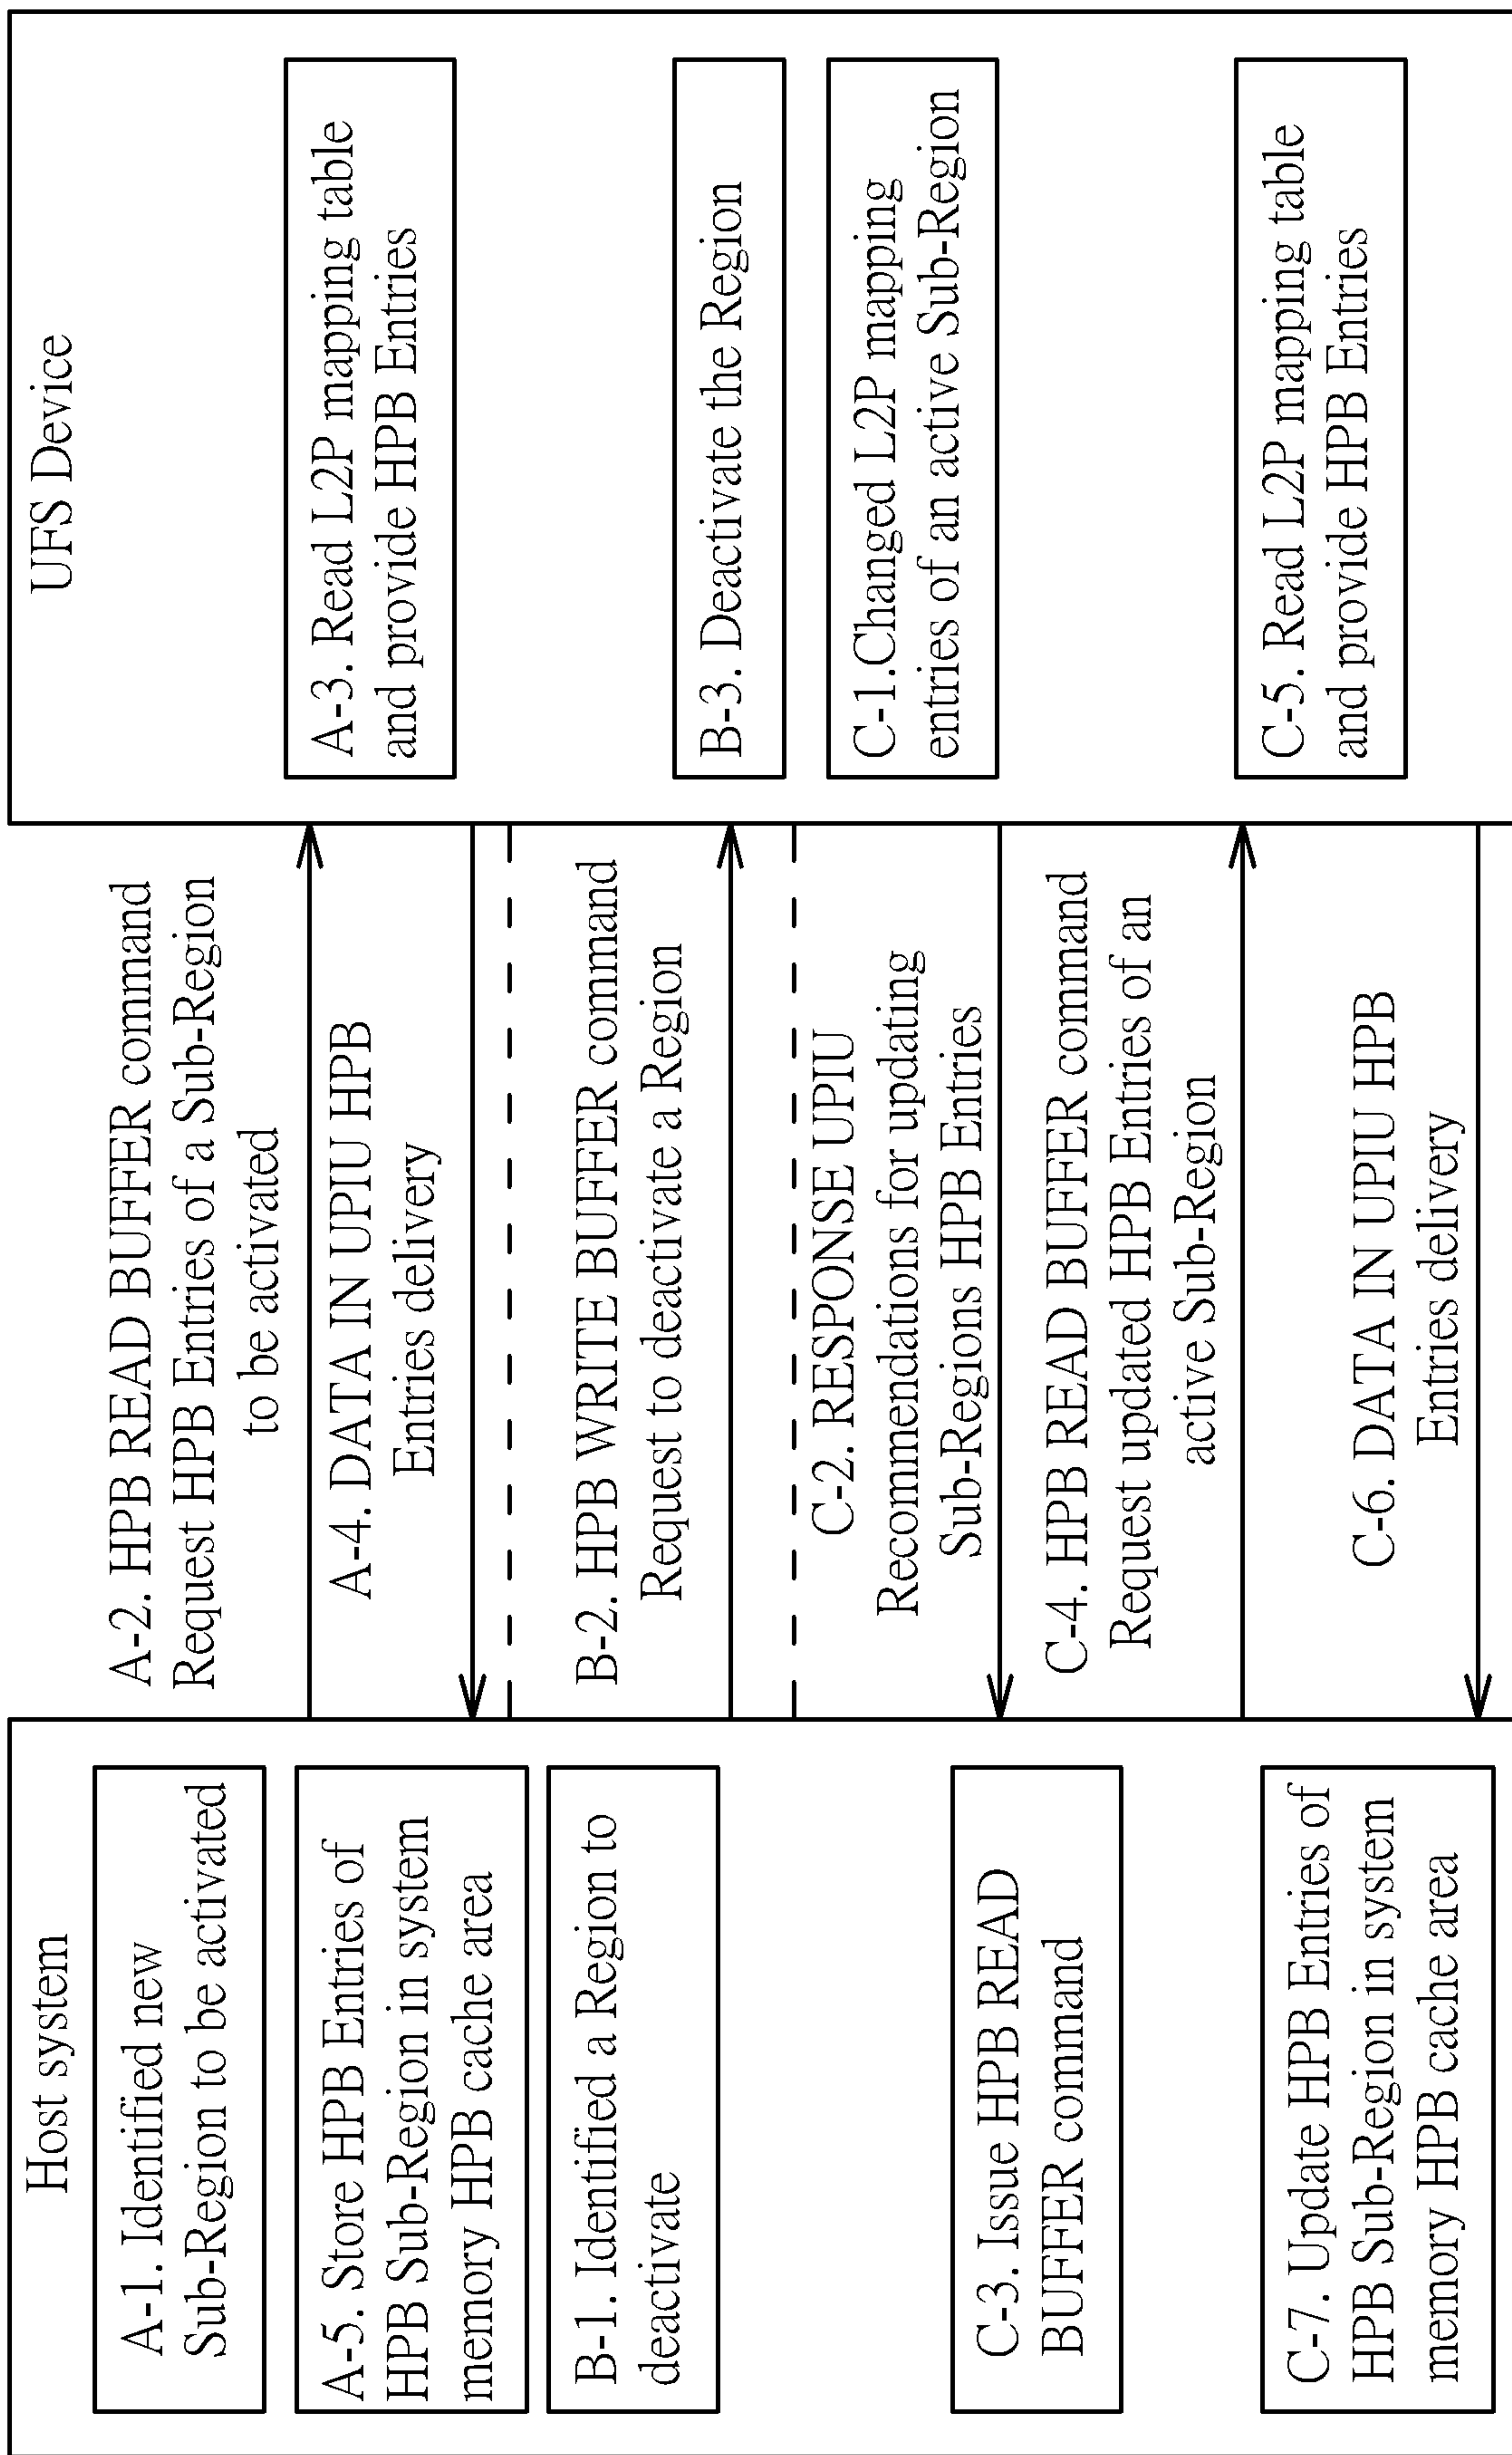 Host system
A-1. Identified new
Sub-Region to be activated
A-5. Store HPB Entries of
HPB Sub-Region in system
memory HPB cache area
B-1. Identified a Region to
deactivate
C-3. Issue HPB READ
BUFFER command
C-7. Update HPB Entries of
HPB Sub-Region in system
memory HPB cache area
A-2. HPB READ BUFFER command
Request HPB Entries of a Sub-Region
to be activated
A-4. DATA IN UPIU HPB
Entries delivery
B-2. HPB WRITE BUFFER command
Request to deactivate a Region
C-2. RESPONSE UPIU
Recommendations for updating
Sub-Regions HPB Entries
C-4. HPB READ BUFFER command
Request updated HPB Entries of an
active Sub-Region
C-6. DATA IN UPIU HPB
Entries delivery
UFS Device
A-3. Read L2P mapping table
and provide HPB Entries
B-3. Deactivate the Region
C-1.Changed L2P mapping
entries of an active Sub-Region
C-5. Read L2P mapping table
and provide HPB Entries